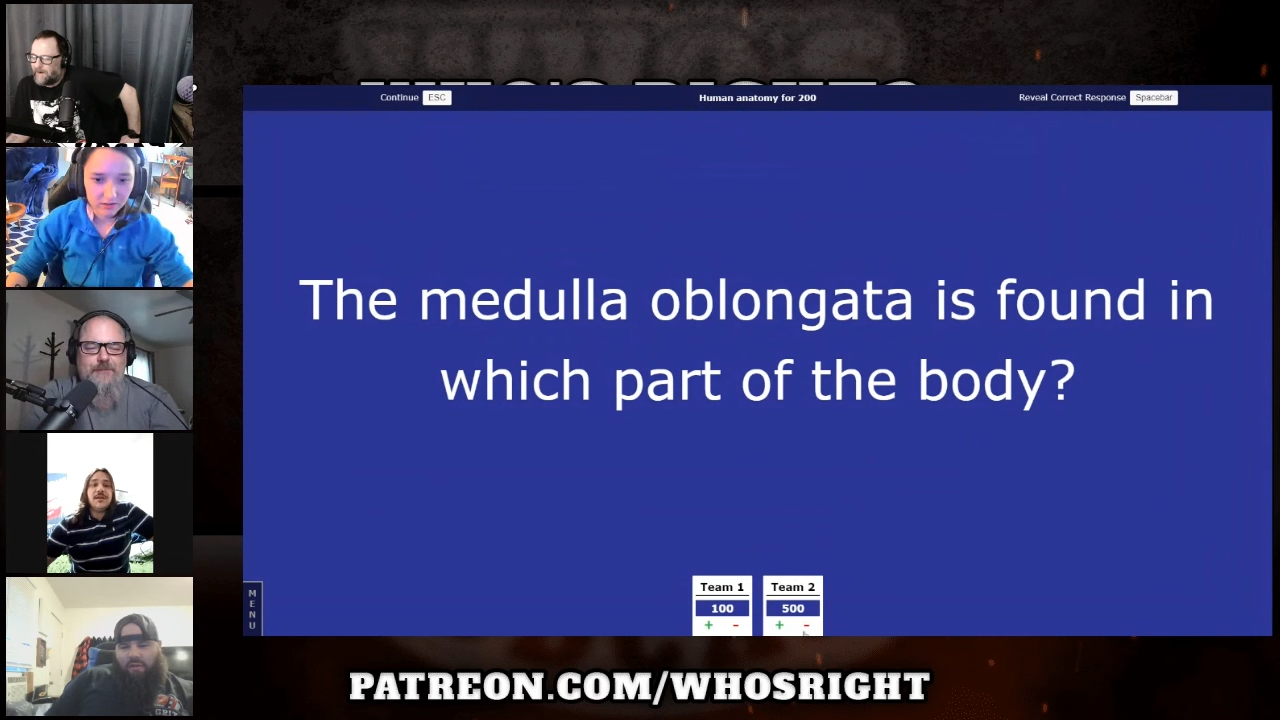 Continue ESC
Human anatomy for 200
Reveal Correct Response Spacebar
The medulla oblongata is found in
which part of the body?
MENU
Team 1 Team 2
100 500
+ - + -
PATREON.COM/WHOSRIGHT